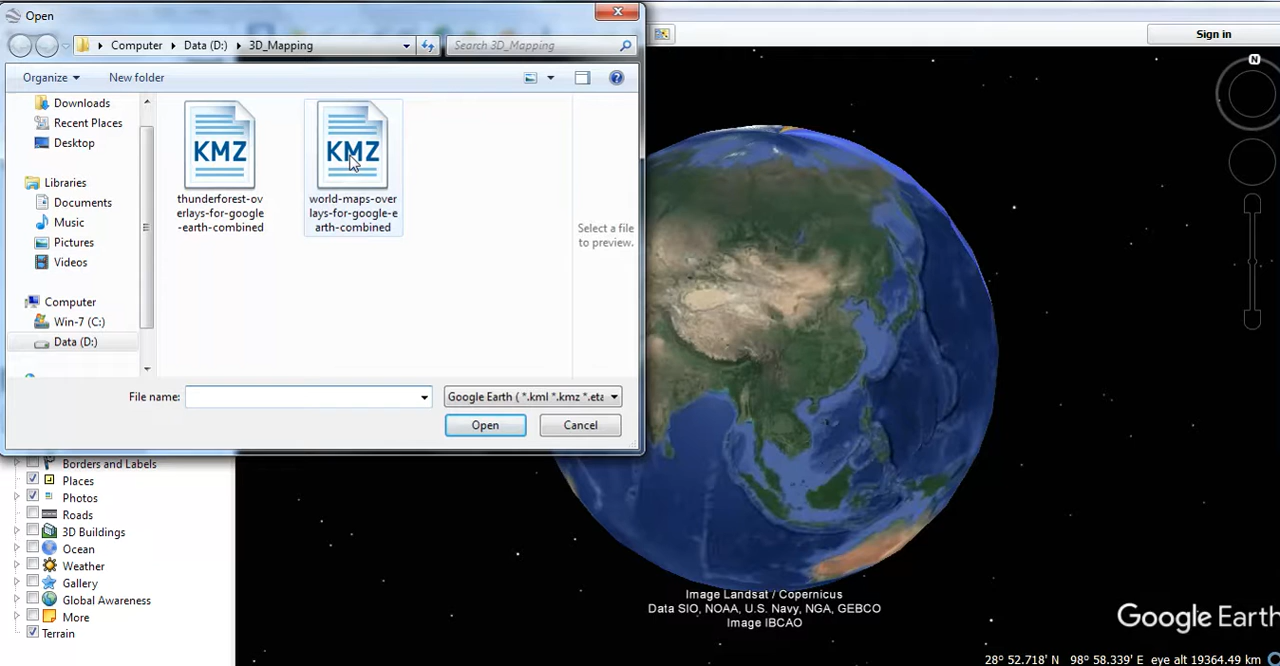 Open
Sign in
Computer
Data (D:)
3D_Mapping
Search 3D_Mapping
N
Organize
New folder
Downloads
Recent Places
Desktop
Libraries
Documents
Music
Pictures
Videos
Computer
Win-7 (C:)
Data (D:)
KMZ
thunderforest-ov
erlays-for-google
-earth-combined
KMZ
world-maps-over
lays-for-google-e
arth-combined
Select a file
to preview.
File name:
Google Earth ( *.kml *.kmz *.eta
Open
Cancel
Borders and Labels
Places
Photos
Roads
3D Buildings
Ocean
Weather
Gallery
Global Awareness
More
Terrain
Image Landsat / Copernicus
Data SIO, NOAA, U.S. Navy, NGA, GEBCO
Image IBCAO
Google Earth
28° 52.718' N 98° 58.339' E eye alt 19364.49 km